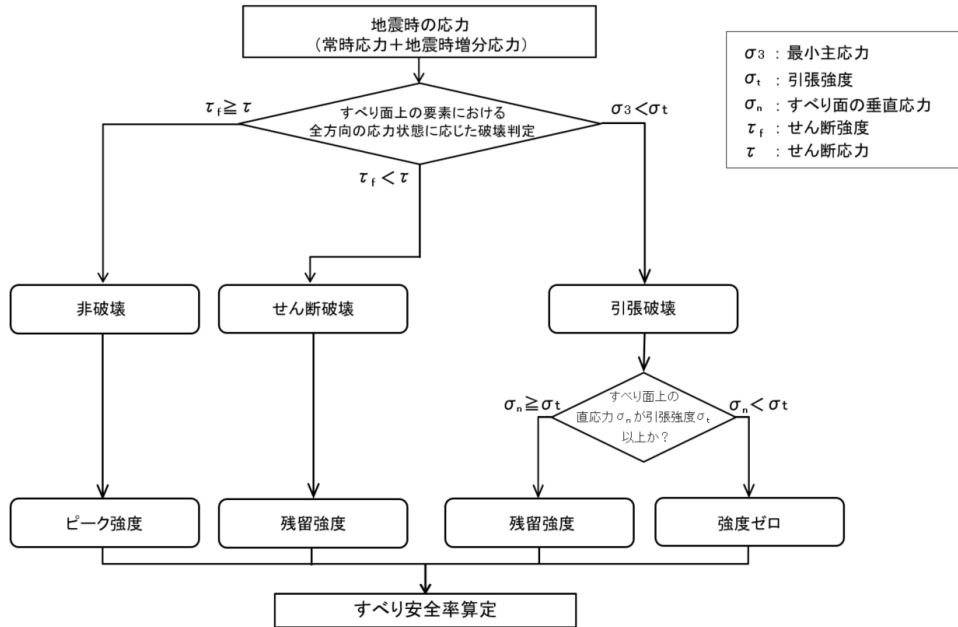 地震時の応力
（常時応力＋地震時増分応力）
σ3 : 最小主応力
σt : 引張強度
σn : すべり面の垂直応力
τf : せん断強度
τ : せん断応力
τf≧τ
すべり面上の要素における
全方向の応力状態に応じた破壊判定
σ3＜σt
τf＜τ
非破壊
せん断破壊
引張破壊
σn≧σt
すべり面上の
直応力σnが引張強度σt
以上か？
σn＜σt
ピーク強度
残留強度
残留強度
強度ゼロ
すべり安全率算定